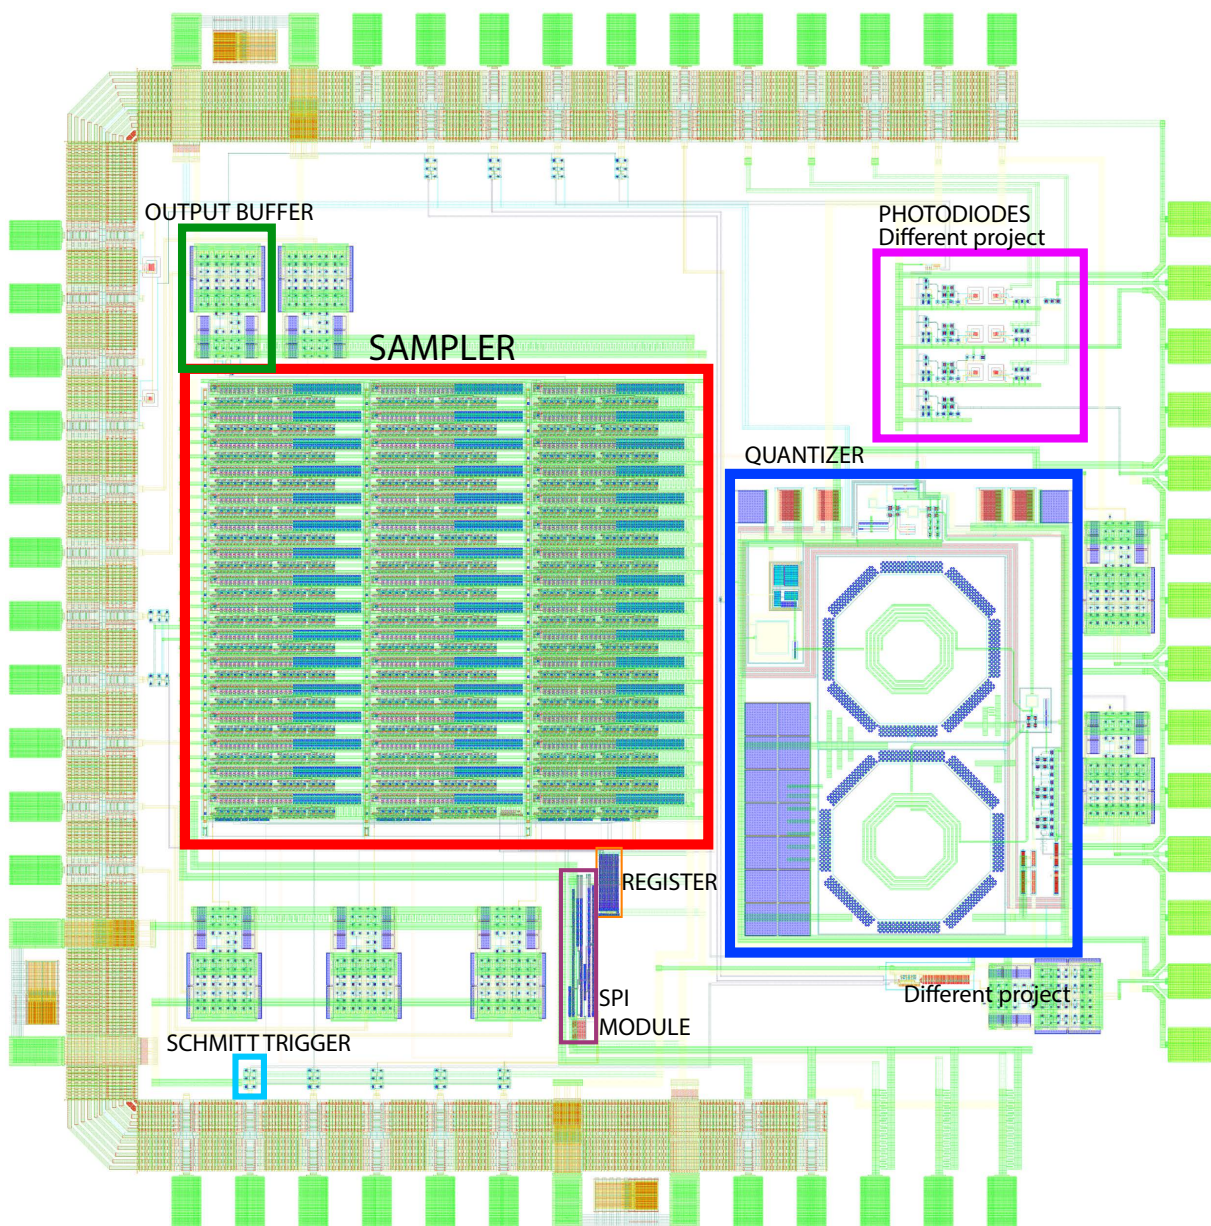 OUTPUT BUFFER
PHOTODIODES
Different project
SAMPLER
QUANTIZER
REGISTER
SPI
MODULE
Different project
SCHMITT TRIGGER